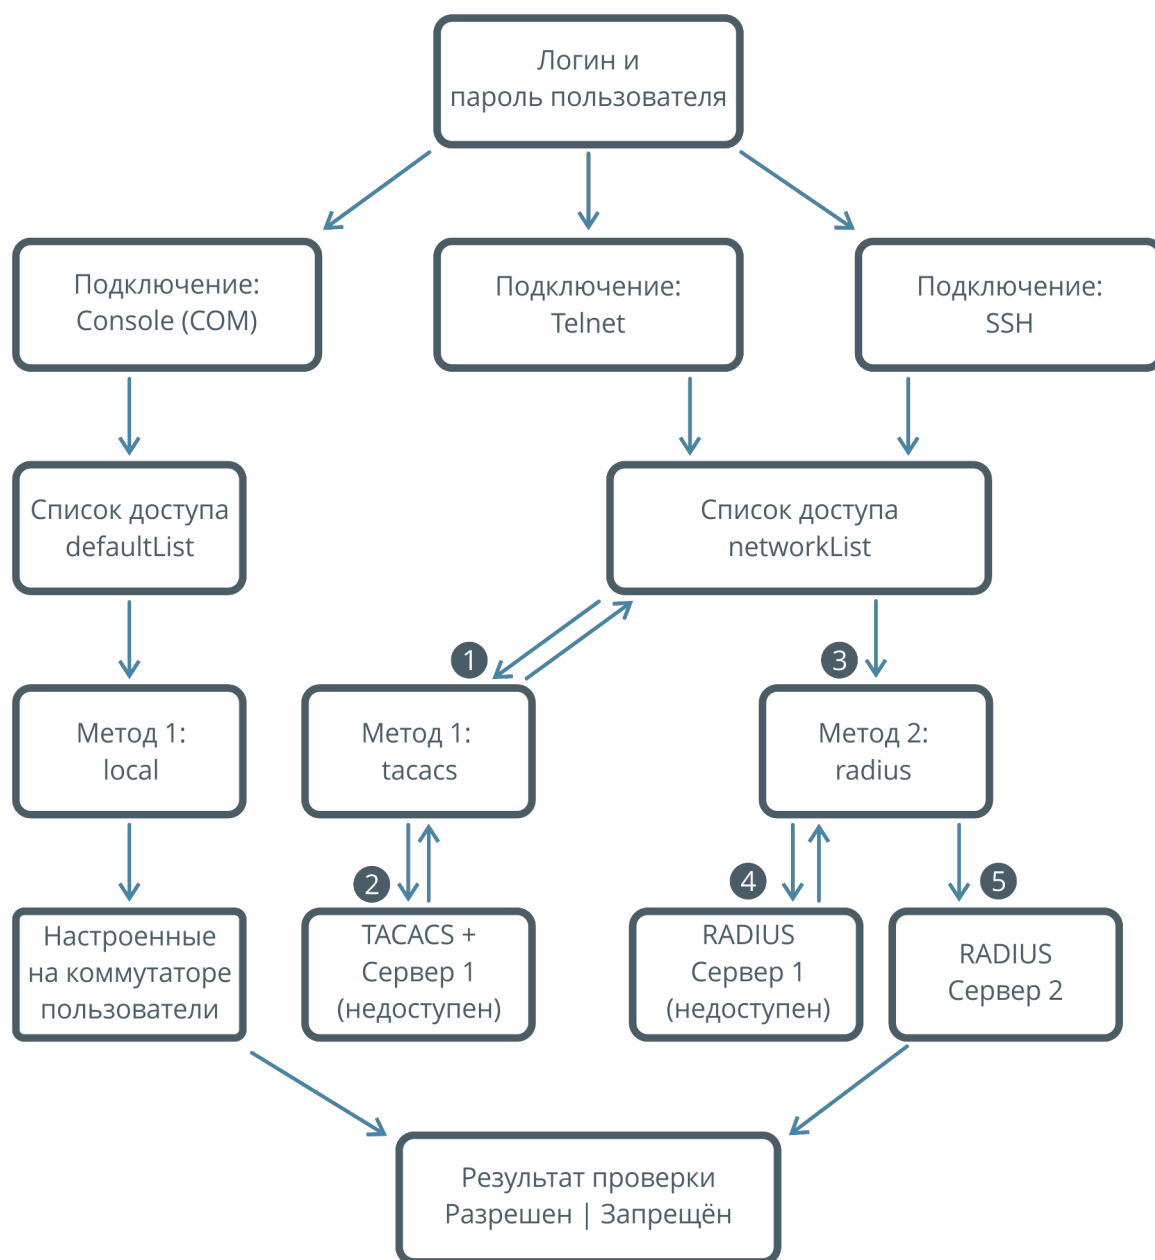 Логин и
пароль пользователя
Подключение:
Console (COM)
Подключение:
Telnet
Подключение:
SSH
Список доступа
defaultList
Список доступа
networkList
1
3
Метод 1:
local
Метод 1:
tacacs
Метод 2:
radius
2
4
5
Настроенные
на коммутаторе
пользователи
TACACS +
Сервер 1
(недоступен)
RADIUS
Сервер 1
(недоступен)
RADIUS
Сервер 2
Результат проверки
Разрешен | Запрещён